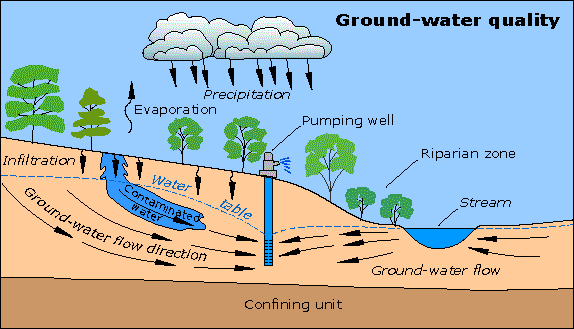 Ground-water quality
Precipitation
Evaporation
Pumping well
Infiltration
Riparian zone
Water
table
Contaminated
water
Stream
Ground-water flow direction
Ground-water flow
Confining unit